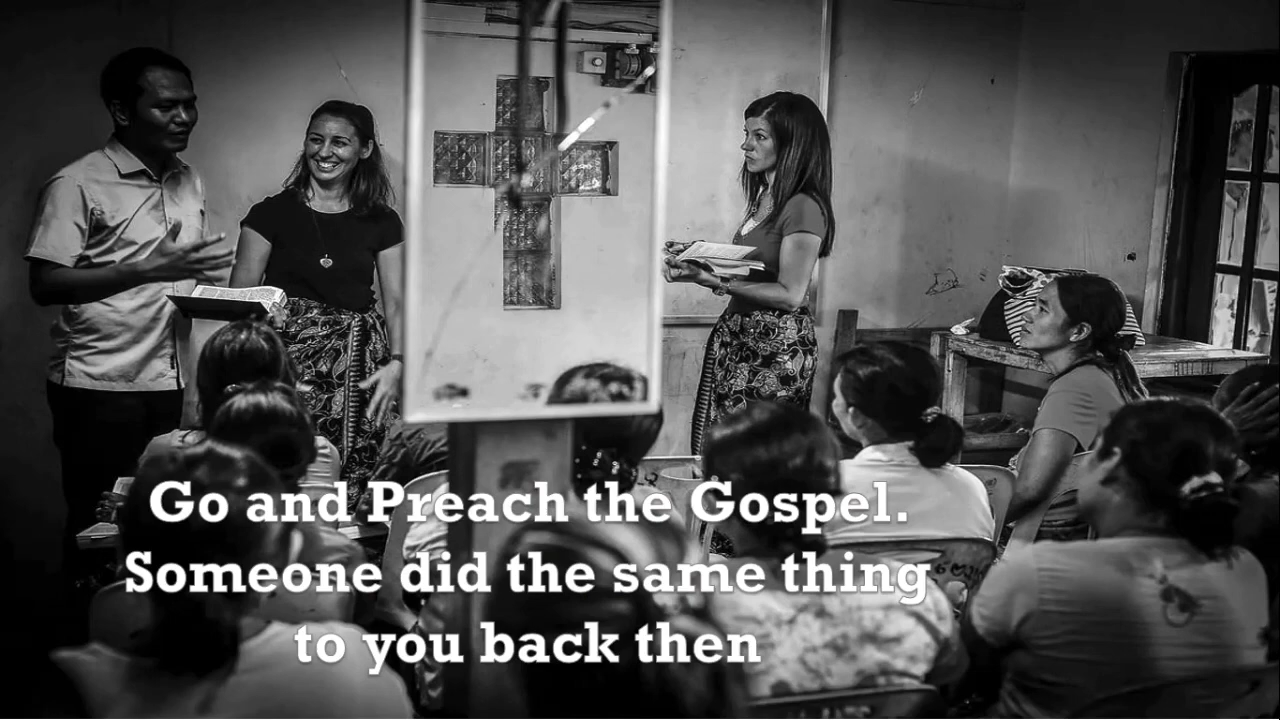 Go and Preach the Gospel.
Someone did the same thing
to you back then